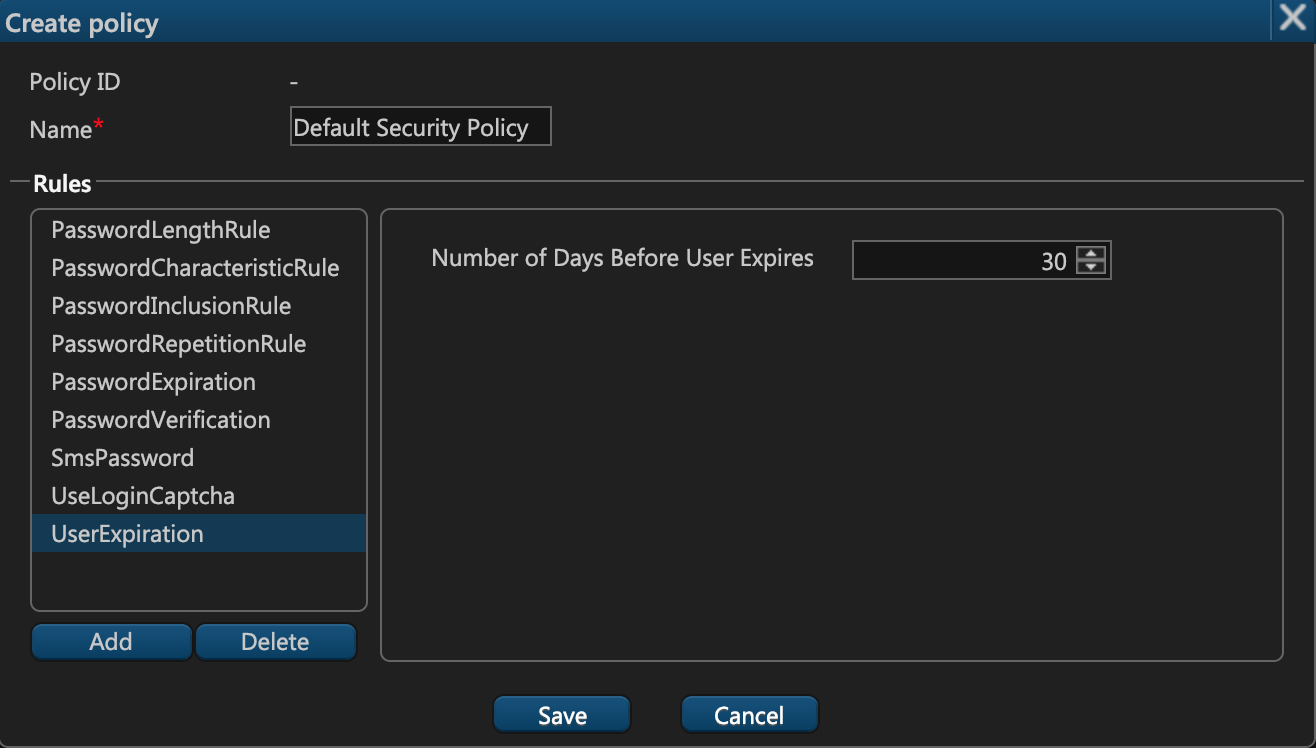 Create policy
Policy ID -
Name* Default Security Policy
Rules
PasswordLengthRule
PasswordCharacteristicRule
PasswordInclusionRule
PasswordRepetitionRule
PasswordExpiration
PasswordVerification
SmsPassword
UseLoginCaptcha
UserExpiration
Number of Days Before User Expires 30
Add Delete
Save Cancel